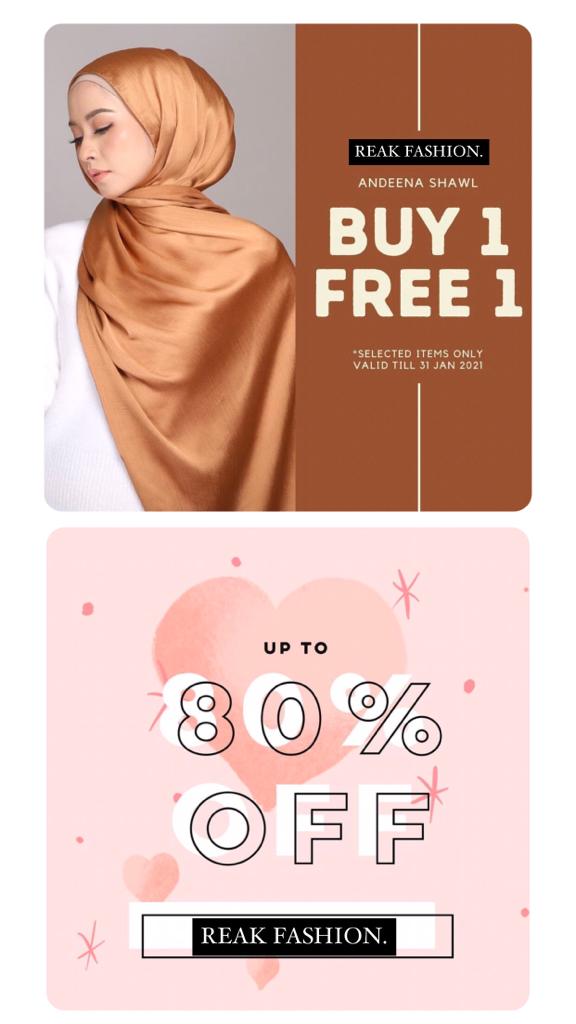 REAK FASHION.
ANDEENA SHAWL
BUY 1
FREE 1
*SELECTED ITEMS ONLY
VALID TILL 31 JAN 2021
UP TO
80%
OFF
REAK FASHION.